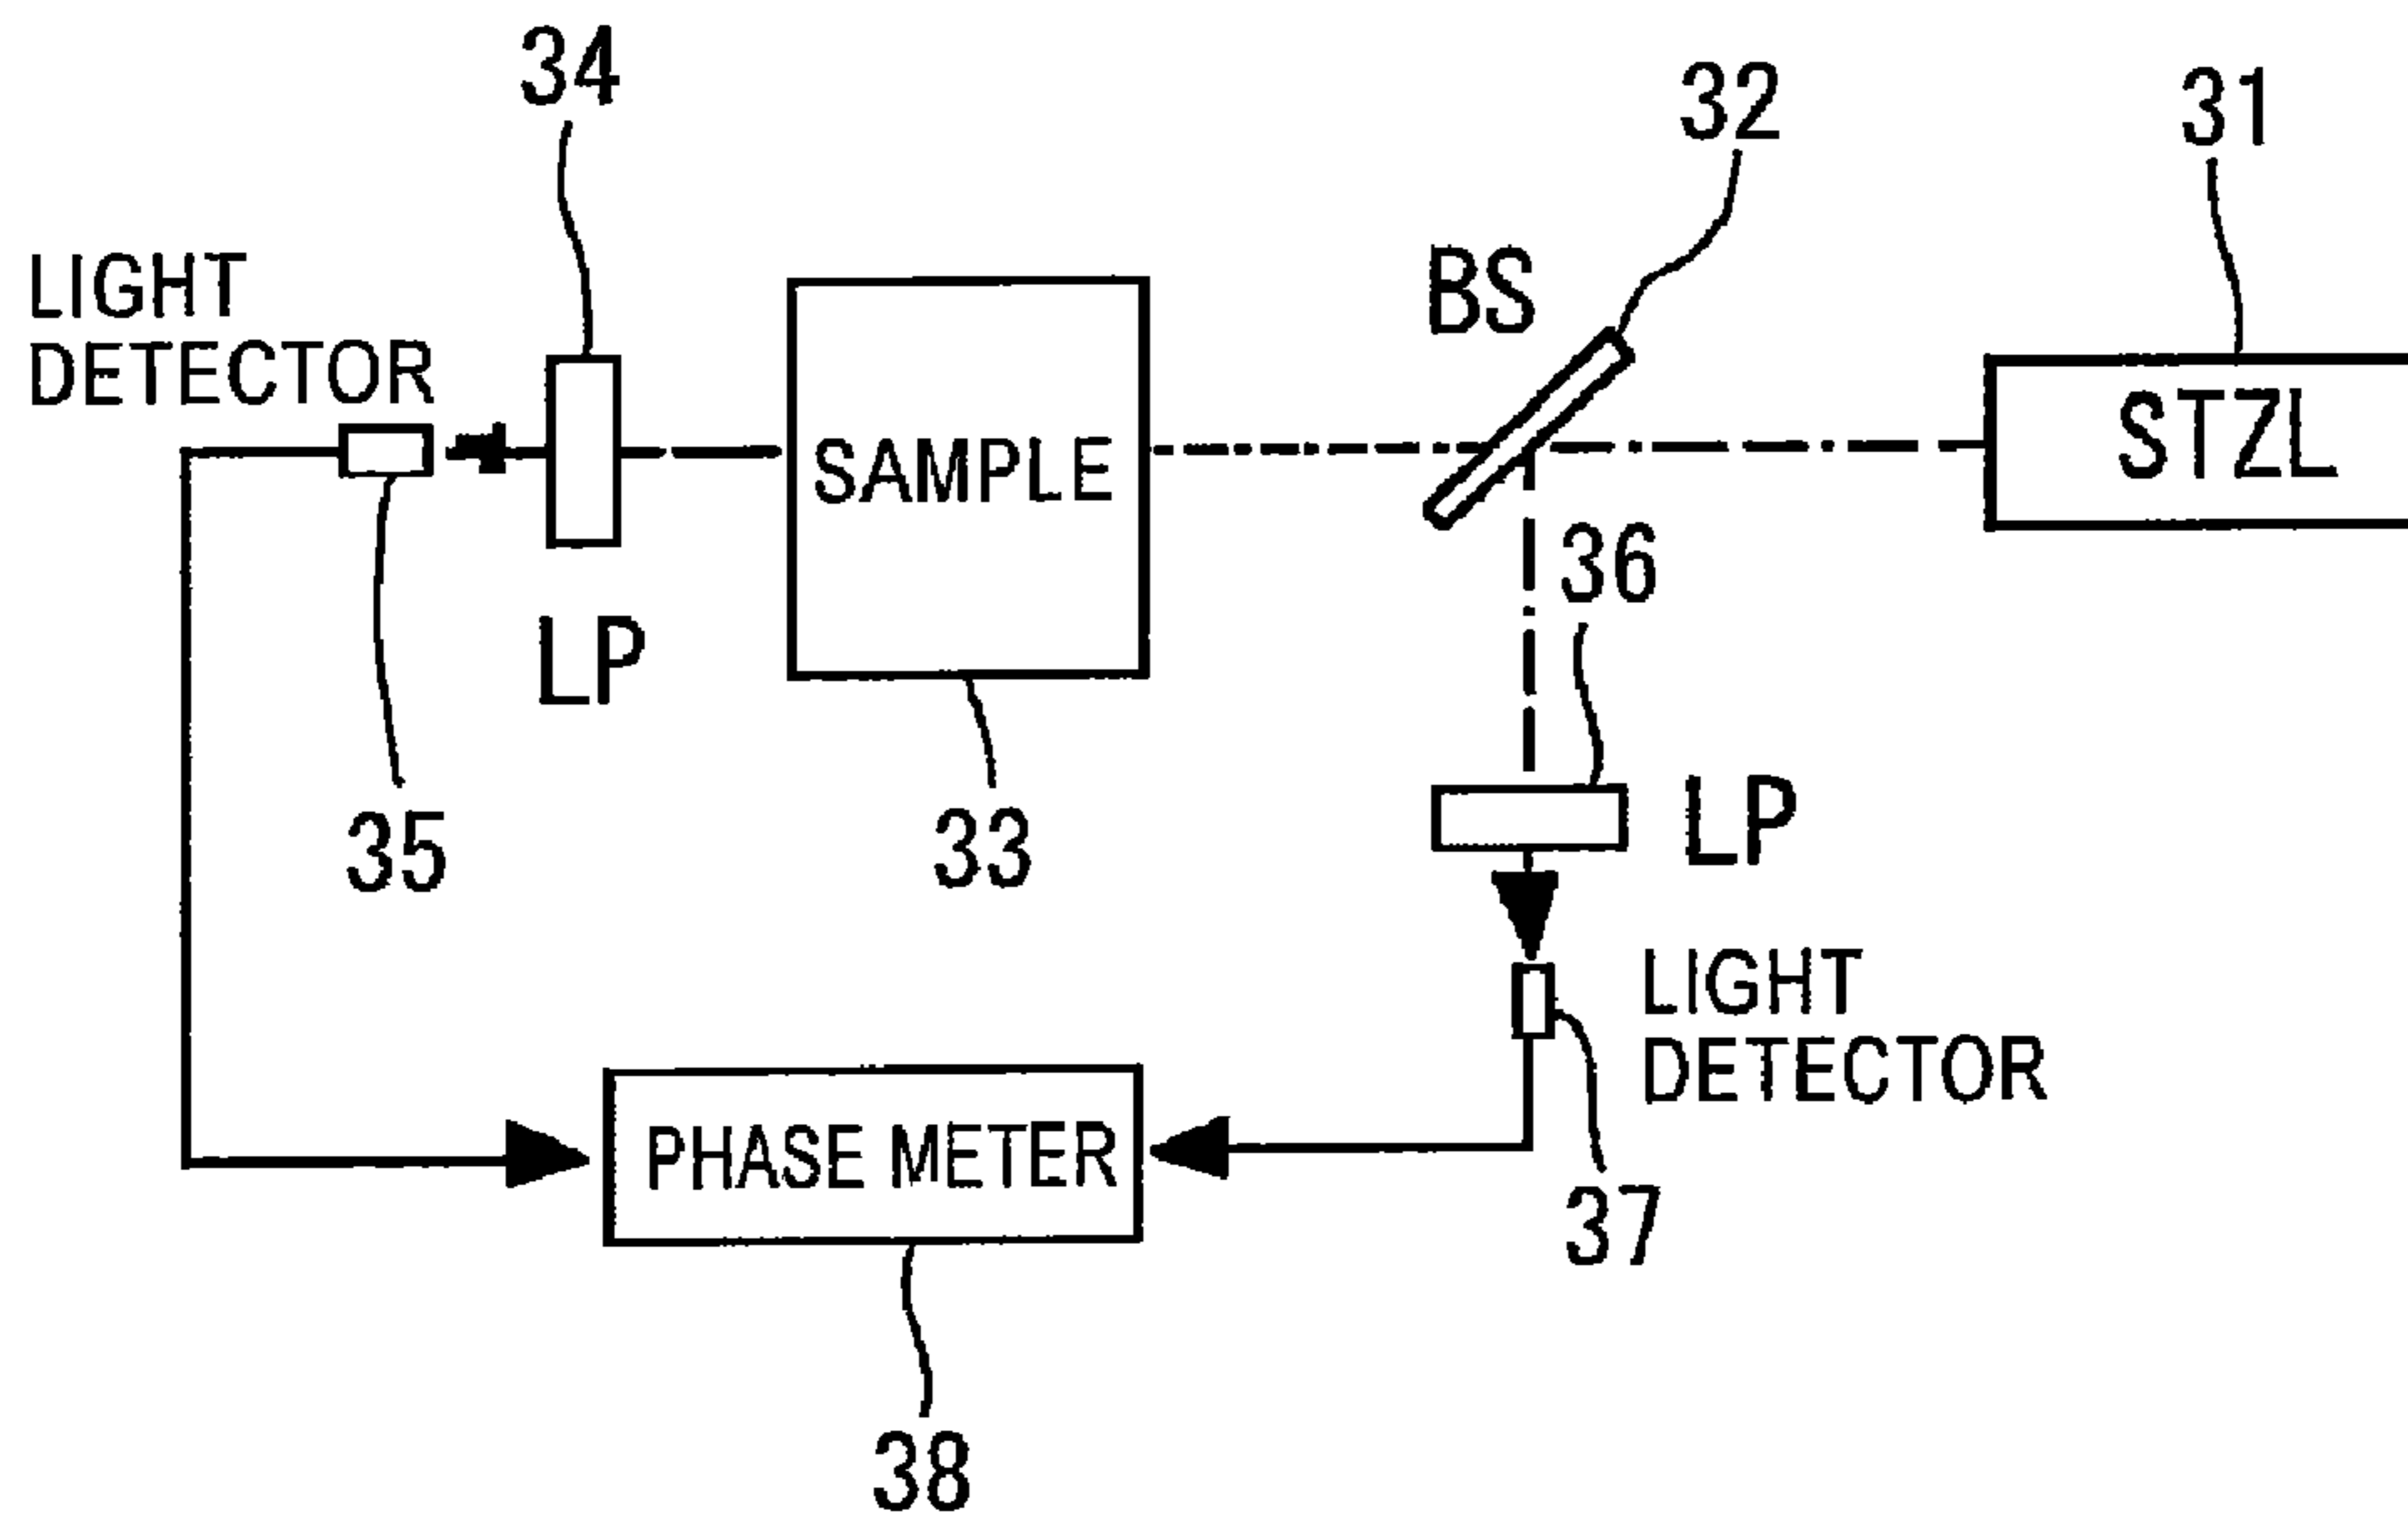 34
32
31
LIGHT
DETECTOR
BS
STZL
SAMPLE
36
LP
35
33
LP
LIGHT
DETECTOR
PHASE METER
37
38